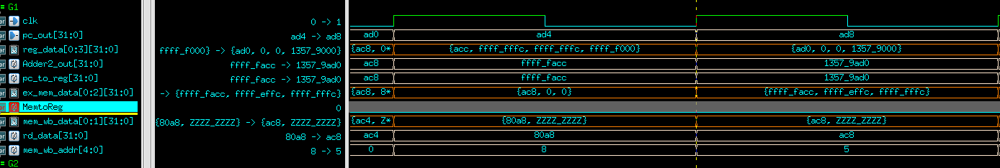 = G1
clk 0 -> 1
pc_out[31:0] ad4 -> ad8 ad0 ad4 ad8
reg_data[0:3][31:0] ffff_f000} -> {ad0, 0, 0, 1357_9000} {ac8, 0* {acc, ffff_fffc, ffff_fffc, ffff_f000} {ad0, 0, 0, 1357_9000}
Adder2_out[31:0] ffff_facc -> 1357_9ad0 ac8 ffff_facc 1357_9ad0
pc_to_reg[31:0] ffff_facc -> 1357_9ad0 ac8 ffff_facc 1357_9ad0
ex_mem_data[0:2][31:0] -> {ffff_facc, ffff_effc, ffff_fffc} {ac8, 8* {ac8, 0, 0} {ffff_facc, ffff_effc, ffff_fffc}
MemtoReg 0
mem_wb_data[0:1][31:0] {80a8, ZZZZ_ZZZZ} -> {ac8, ZZZZ_ZZZZ} {ac4, Z* {80a8, ZZZZ_ZZZZ} {ac8, ZZZZ_ZZZZ}
rd_data[31:0] 80a8 -> ac8 ac4 80a8 ac8
mem_wb_addr[4:0] 8 -> 5 0 8 5
= G2